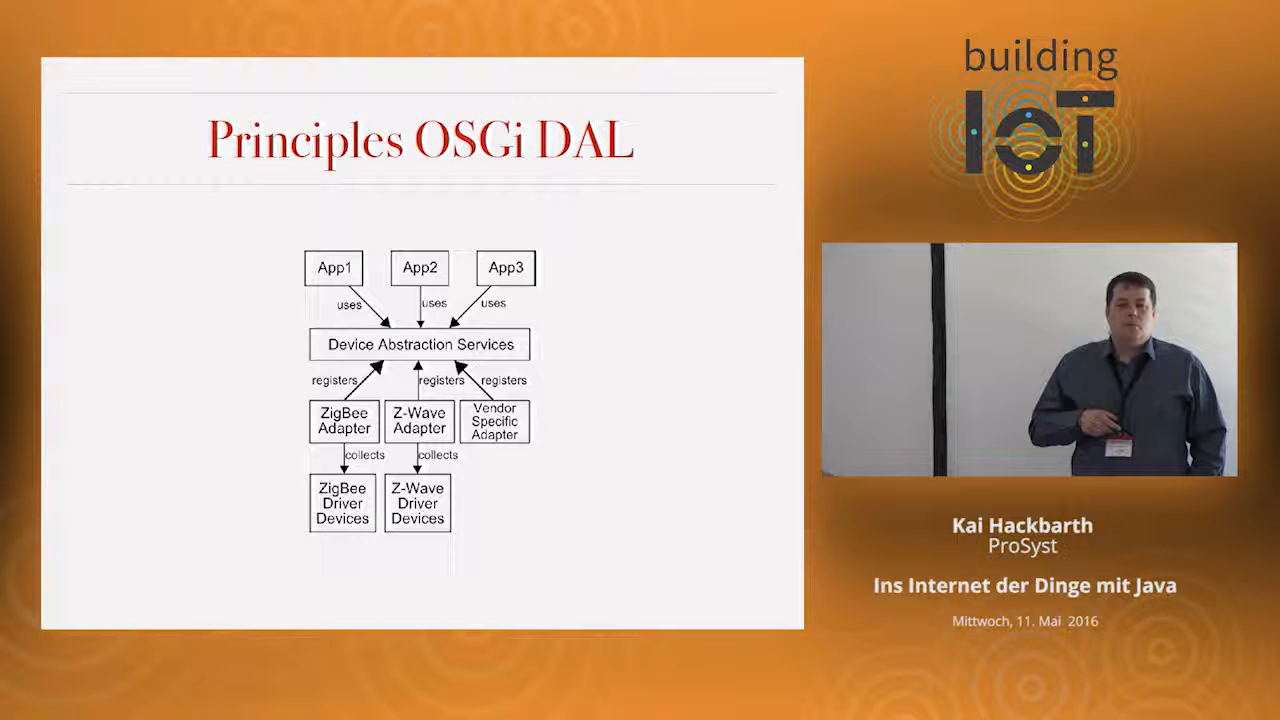 Principles OSGi DAL
App1
App2
App3
uses
uses
uses
Device Abstraction Services
registers
registers
registers
ZigBee
Adapter
Z-Wave
Adapter
Vendor
Specific
Adapter
collects
collects
ZigBee
Driver
Devices
Z-Wave
Driver
Devices
building
IoT
Kai Hackbarth
ProSyst
Ins Internet der Dinge mit Java
Mittwoch, 11. Mai 2016